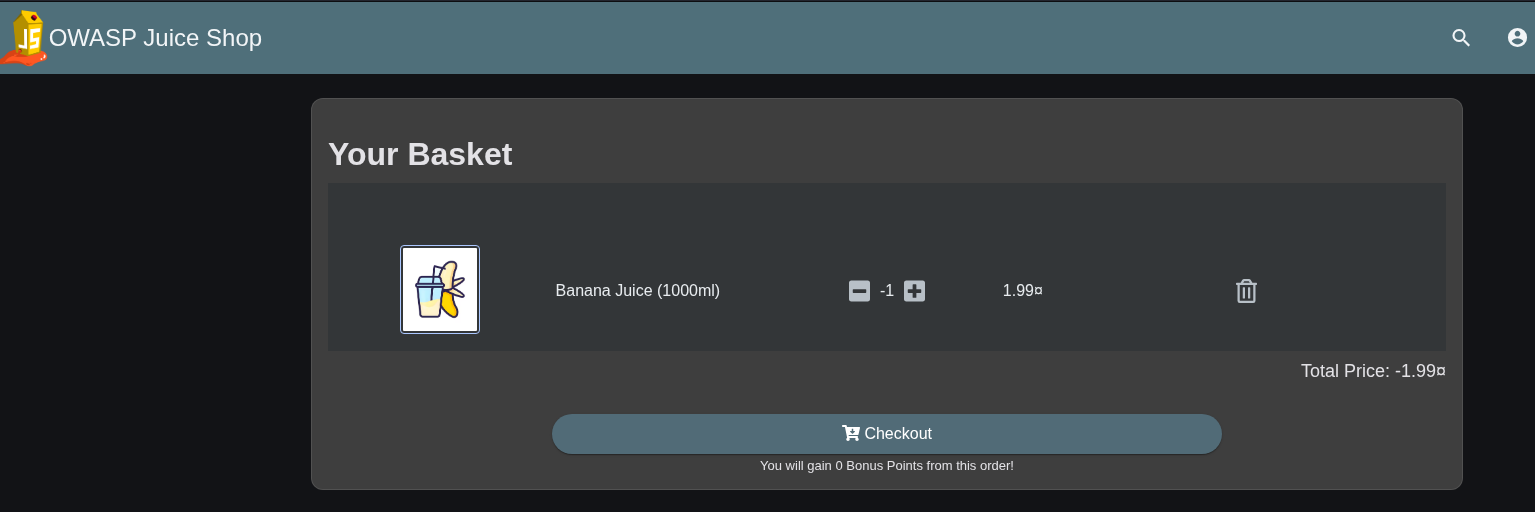 JS OWASP Juice Shop
Your Basket
Banana Juice (1000ml) -1 1.99¤
Total Price: -1.99¤
Checkout
You will gain 0 Bonus Points from this order!